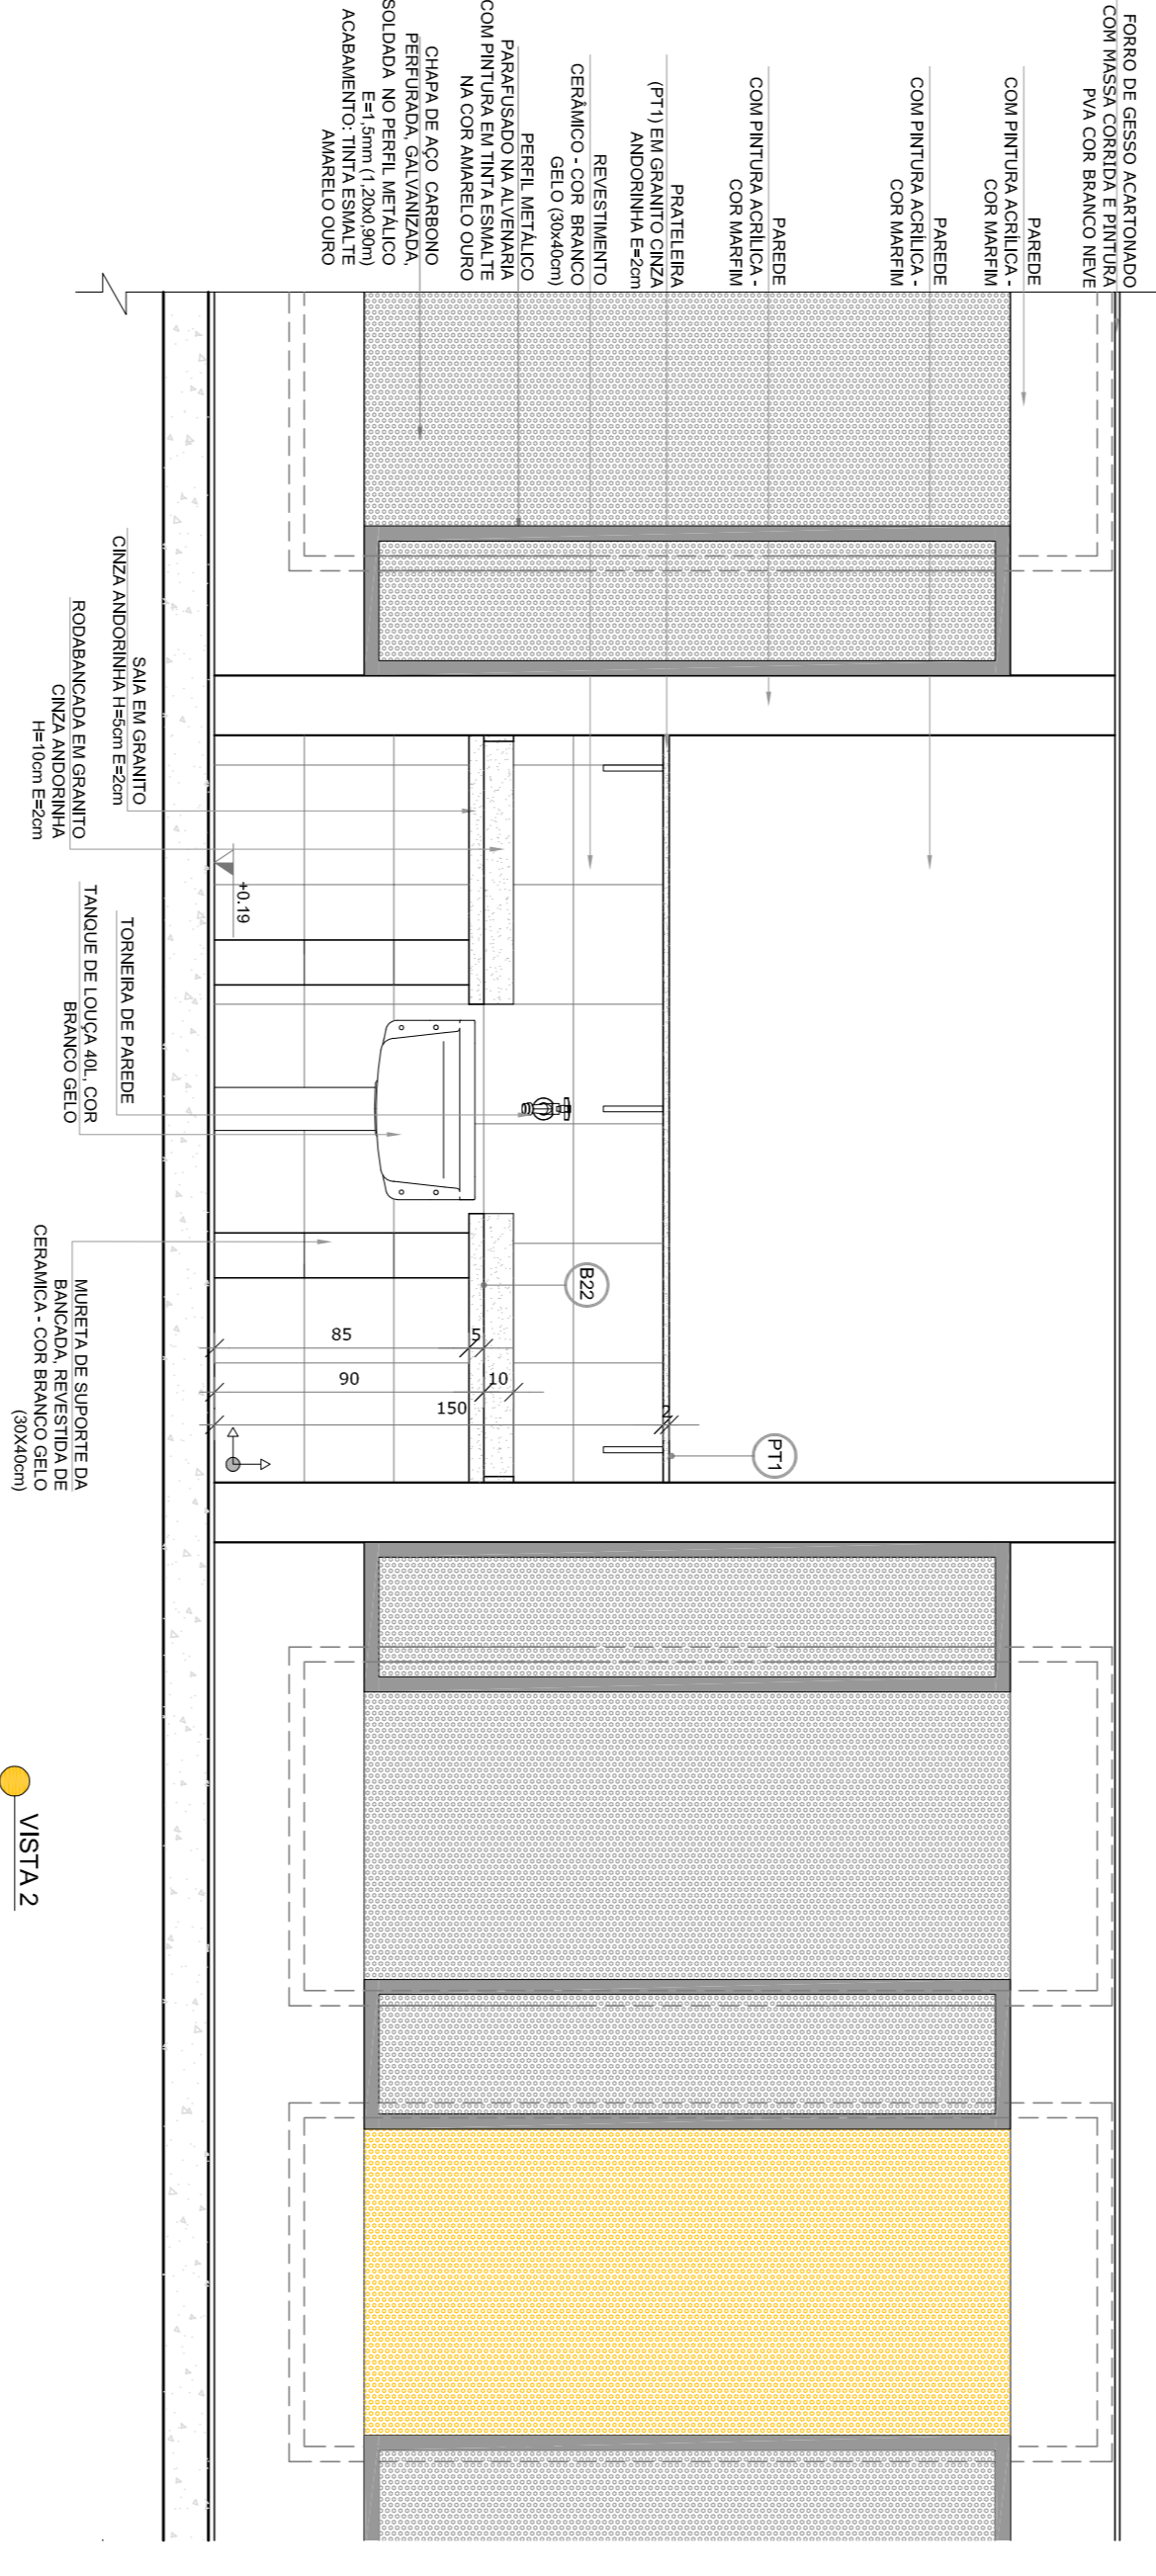 FORRO DE GESSO ACARTONADO
COM MASSA CORRIDA E PINTURA
PVA COR BRANCO NEVE
PAREDE
COM PINTURA ACRÍLICA -
COR MARFIM
PAREDE
COM PINTURA ACRÍLICA -
COR MARFIM
PAREDE
COM PINTURA ACRÍLICA -
COR MARFIM
PRATELEIRA
(PT1) EM GRANITO CINZA
ANDORINHA E=2cm
REVESTIMENTO
CERÂMICO - COR BRANCO
GELO (30x40cm)
PERFIL METÁLICO
PARAFUSADO NA ALVENARIA
COM PINTURA EM TINTA ESMALTE
NA COR AMARELO OURO
CHAPA DE AÇO CARBONO
PERFURADA, GALVANIZADA,
SOLDADA NO PERFIL METÁLICO
E=1,5mm (1,20x0,90m)
ACABAMENTO: TINTA ESMALTE
AMARELO OURO
PT1
B22
2
150
10
90
5
85
+0.19
SAIA EM GRANITO
CINZA ANDORINHA H=5cm E=2cm
RODABANCADA EM GRANITO
CINZA ANDORINHA
H=10cm E=2cm
TORNEIRA DE PAREDE
TANQUE DE LOUÇA 40L, COR
BRANCO GELO
MURETA DE SUPORTE DA
BANCADA, REVESTIDA DE
CERAMICA - COR BRANCO GELO
(30X40cm)
VISTA 2